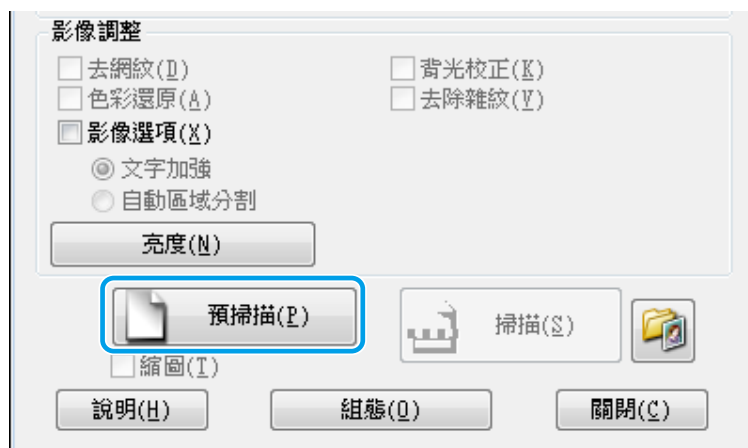 影像調整
去網紋(D) 背光校正(K)
色彩還原(A) 去除雜紋(V)
影像選項(X)
文字加強
自動區域分割
亮度(N)
預掃描(P) 掃描(S)
縮圖(T)
說明(H) 組態(O) 關閉(C)